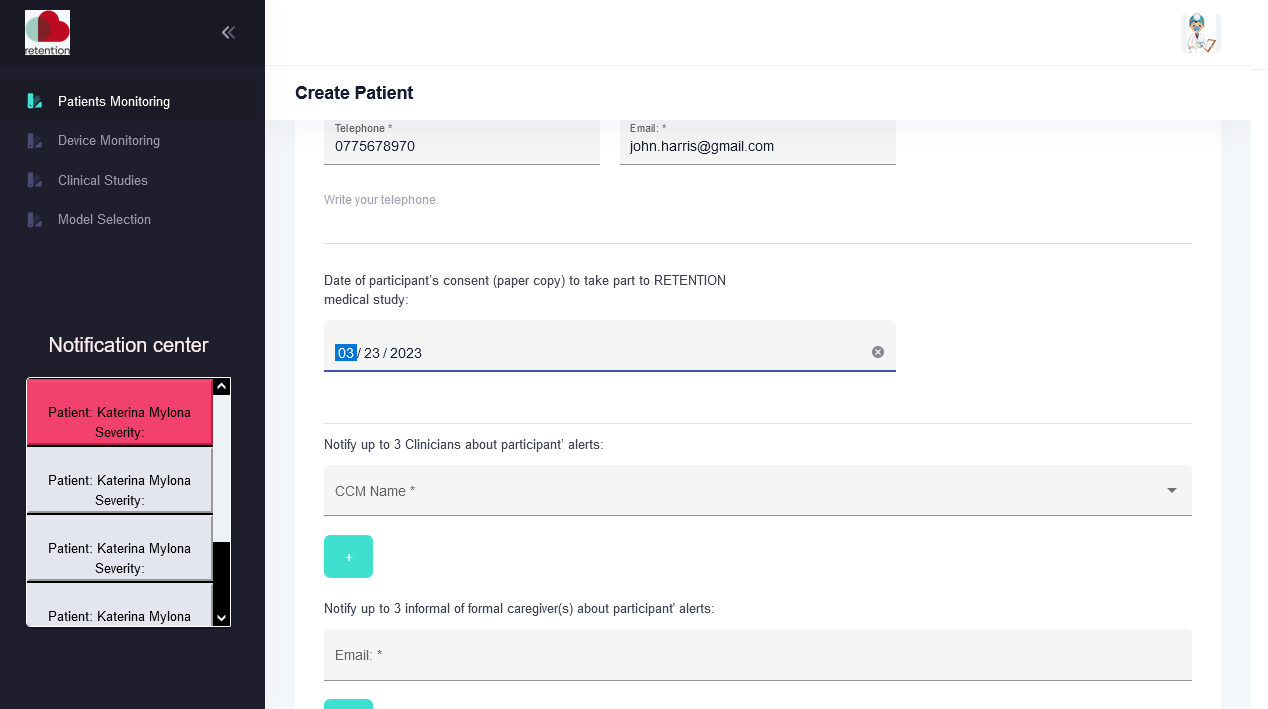 retention
Patients Monitoring
Device Monitoring
Clinical Studies
Model Selection
Notification center
Patient: Katerina Mylona
Severity:
Patient: Katerina Mylona
Severity:
Patient: Katerina Mylona
Severity:
Patient: Katerina Mylona
Create Patient
Telephone *
0775678970
Email: *
john.harris@gmail.com
Write your telephone.
Date of participant's consent (paper copy) to take part to RETENTION
medical study:
03/ 23 / 2023
Notify up to 3 Clinicians about participant' alerts:
CCM Name *
+
Notify up to 3 informal of formal caregiver(s) about participant' alerts:
Email: *